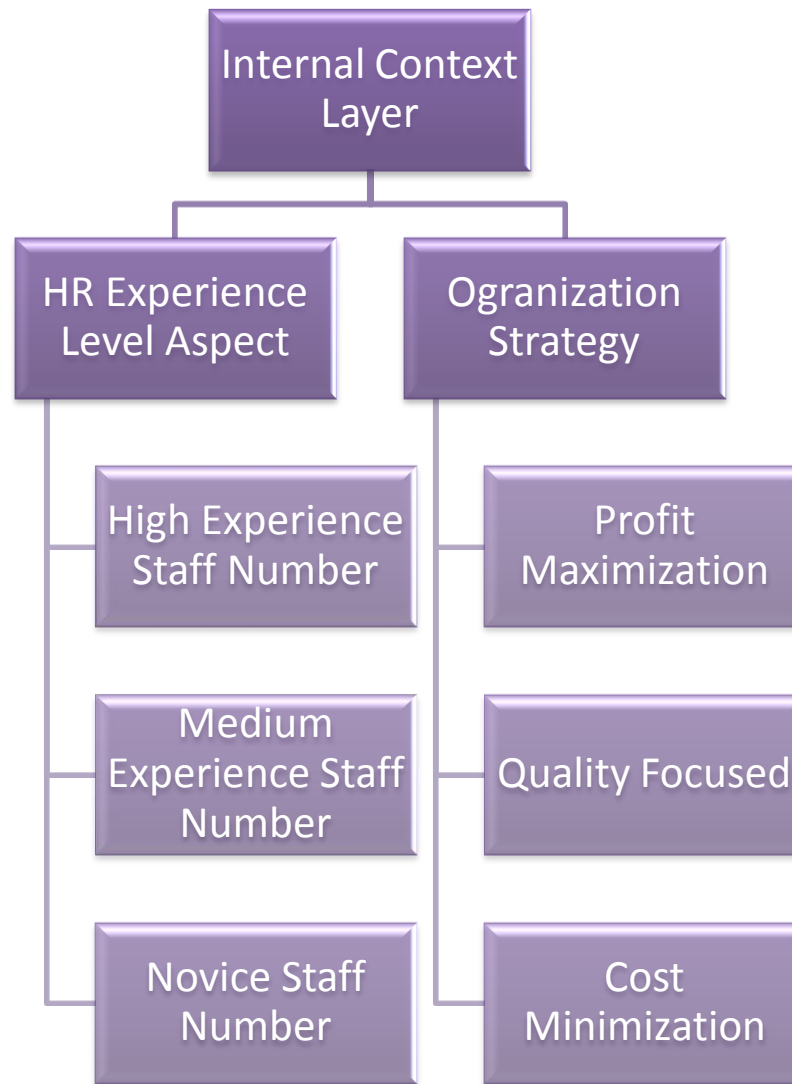 Internal Context
Layer
HR Experience
Level Aspect
Ogranization
Strategy
High Experience
Staff Number
Profit
Maximization
Medium
Experience Staff
Number
Quality Focused
Novice Staff
Number
Cost
Minimization